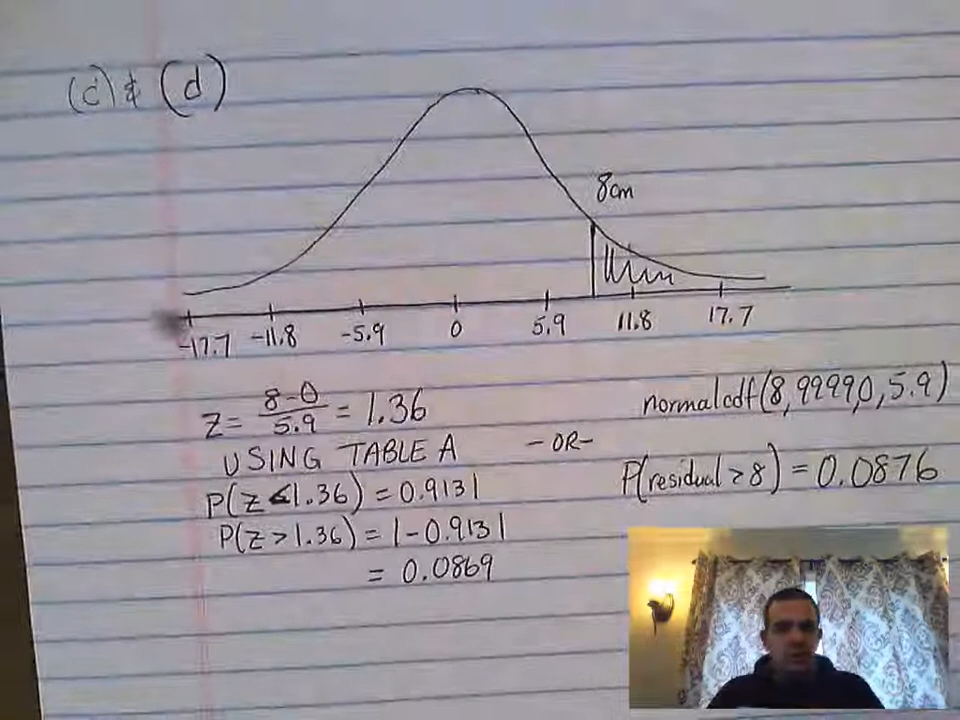 (c) & (d)
8cm
-17.7 -11.8 -5.9 0 5.9 11.8 17.7
z = 8-0/5.9 = 1.36
USING TABLE A
P(z<1.36) = 0.9131
P(z>1.36) = 1-0.9131
= 0.0869
-OR-
normalcdf(8,99999,0,5.9)
P(residual>8) = 0.0876